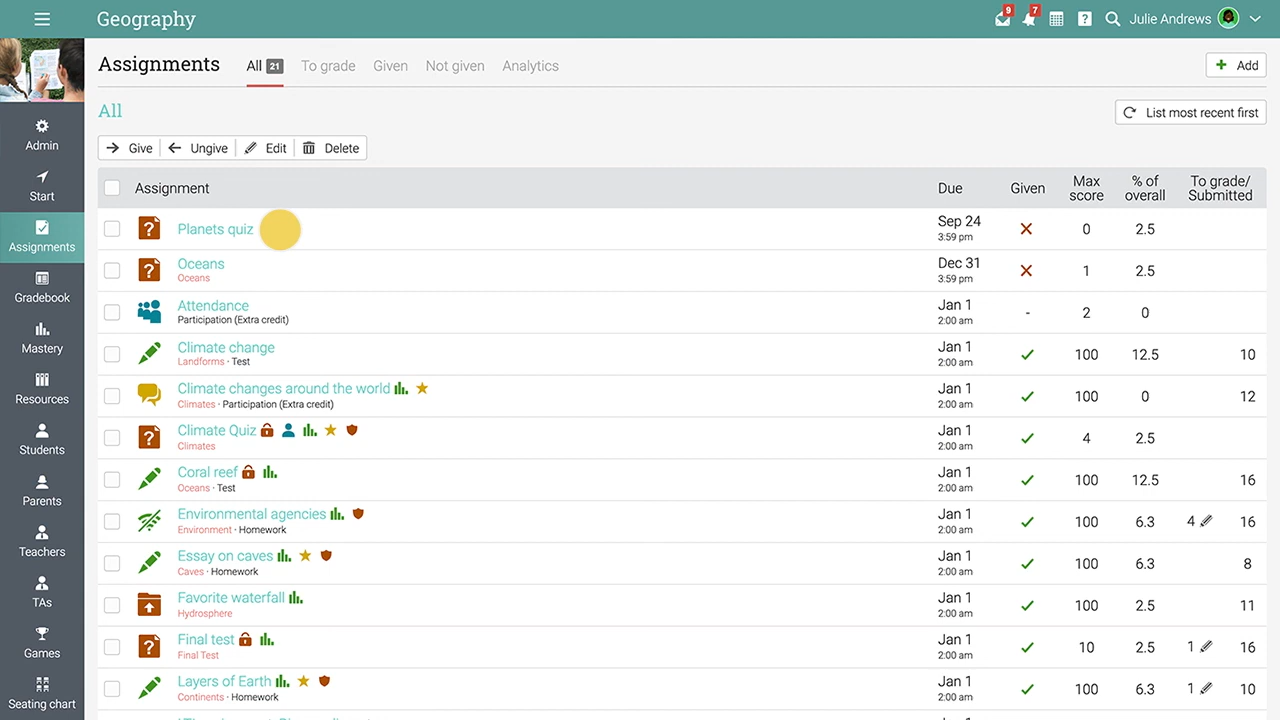 Geography
9
7
?
Julie Andrews
Assignments
All 21
To grade
Given
Not given
Analytics
Add
All
List most recent first
Give
Ungive
Edit
Delete
Admin
Start
Assignments
Gradebook
Mastery
Resources
Students
Parents
Teachers
TAs
Games
Seating chart
Assignment Due Given Max score % of overall To grade/ Submitted
? Planets quiz Sep 24 0 2.5
3:59 pm
? Oceans Dec 31 1 2.5
Oceans 3:59 pm
Attendance Jan 1 - 2 0
Participation (Extra credit) 2:00 am
Climate change Jan 1 100 12.5 10
Landforms · Test 2:00 am
Climate changes around the world Jan 1 100 0 12
Climates · Participation (Extra credit) 2:00 am
? Climate Quiz Jan 1 4 2.5
Climates 2:00 am
Coral reef Jan 1 100 12.5 16
Oceans · Test 2:00 am
Environmental agencies Jan 1 100 6.3 4 16
Environment · Homework 2:00 am
Essay on caves Jan 1 100 6.3 8
Caves · Homework 2:00 am
Favorite waterfall Jan 1 100 2.5 11
Hydrosphere 2:00 am
? Final test Jan 1 10 2.5 1 16
Final Test 2:00 am
Layers of Earth Jan 1 100 6.3 1 10
Continents · Homework 2:00 am